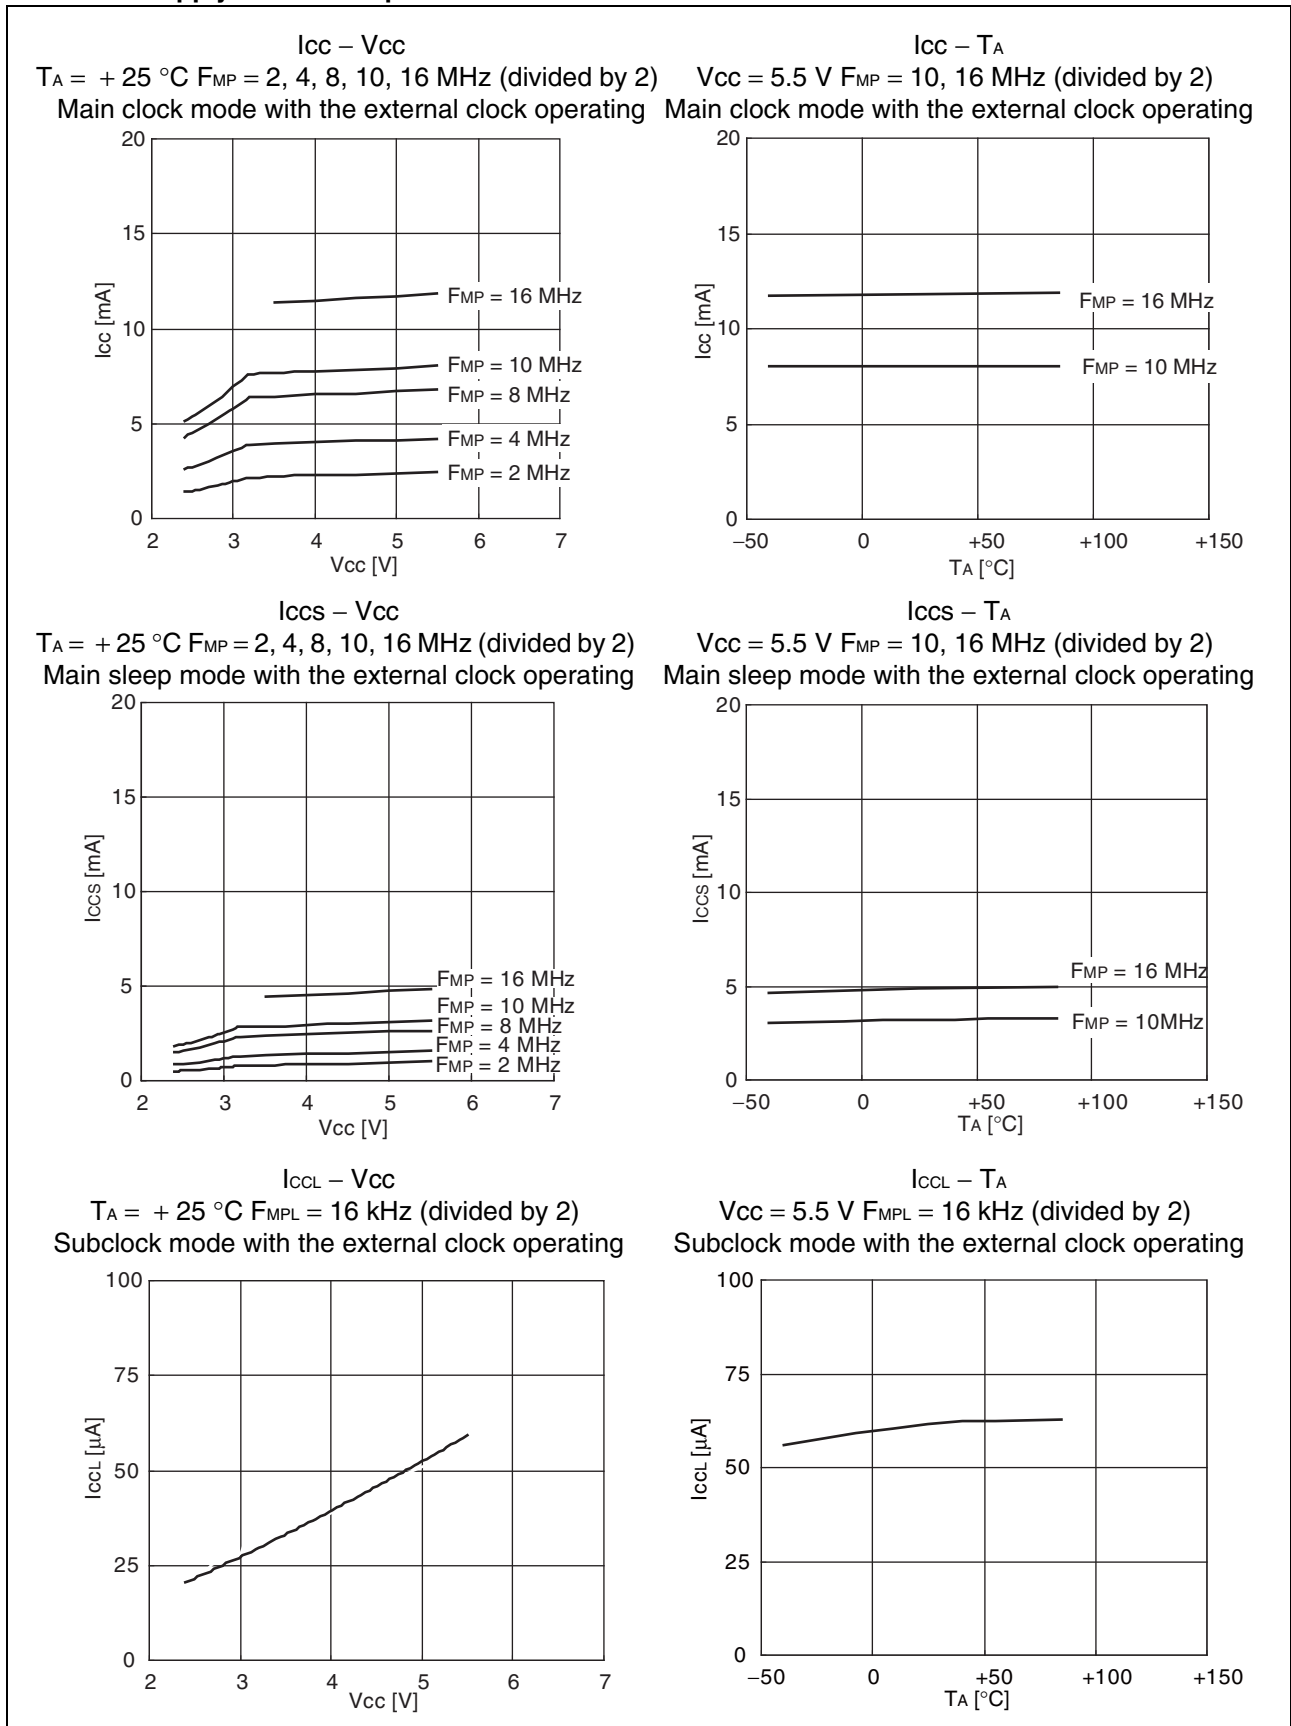 Icc – Vcc
TA = + 25 °C FMP = 2, 4, 8, 10, 16 MHz (divided by 2)
Main clock mode with the external clock operating
20
15
10
5
0
Icc [mA]
FMP = 16 MHz
FMP = 10 MHz
FMP = 8 MHz
FMP = 4 MHz
FMP = 2 MHz
2 3 4 5 6 7
Vcc [V]
Icc – TA
Vcc = 5.5 V FMP = 10, 16 MHz (divided by 2)
Main clock mode with the external clock operating
20
15
10
5
0
Icc [mA]
FMP = 16 MHz
FMP = 10 MHz
−50 0 +50 +100 +150
TA [°C]
Iccs – Vcc
TA = + 25 °C FMP = 2, 4, 8, 10, 16 MHz (divided by 2)
Main sleep mode with the external clock operating
20
15
10
5
0
ICCS [mA]
FMP = 16 MHz
FMP = 10 MHz
FMP = 8 MHz
FMP = 4 MHz
FMP = 2 MHz
2 3 4 5 6 7
Vcc [V]
Iccs – TA
Vcc = 5.5 V FMP = 10, 16 MHz (divided by 2)
Main sleep mode with the external clock operating
20
15
10
5
0
ICCS [mA]
FMP = 16 MHz
FMP = 10MHz
−50 0 +50 +100 +150
TA [°C]
ICCL – Vcc
TA = + 25 °C FMPL = 16 kHz (divided by 2)
Subclock mode with the external clock operating
100
75
50
25
0
ICCL [µA]
2 3 4 5 6 7
Vcc [V]
ICCL – TA
Vcc = 5.5 V FMPL = 16 kHz (divided by 2)
Subclock mode with the external clock operating
100
75
50
25
0
ICCL [µA]
−50 0 +50 +100 +150
TA [°C]